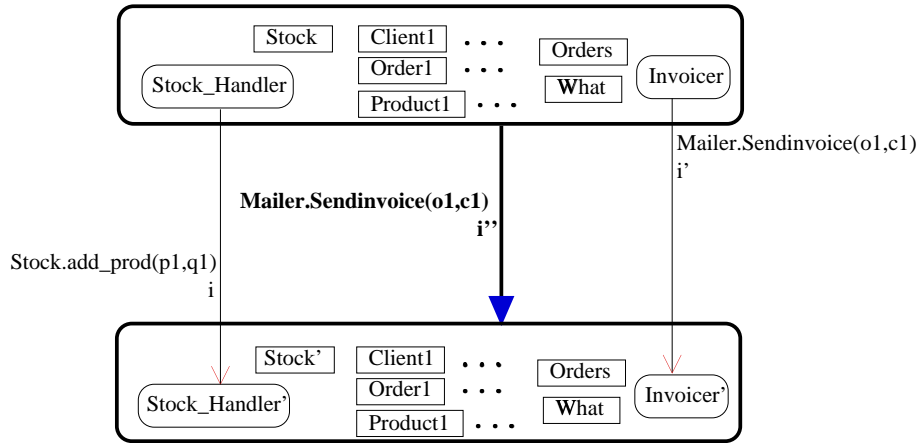 Stock Client1 . . . Orders
Stock_Handler Order1 . . . What Invoicer
Product1 . . .
Mailer.Sendinvoice(o1,c1)
i’
Mailer.Sendinvoice(o1,c1)
i’’
Stock.add_prod(p1,q1)
i
Stock’ Client1 . . . Orders
Stock_Handler’ Order1 . . . What Invoicer’
Product1 . . .